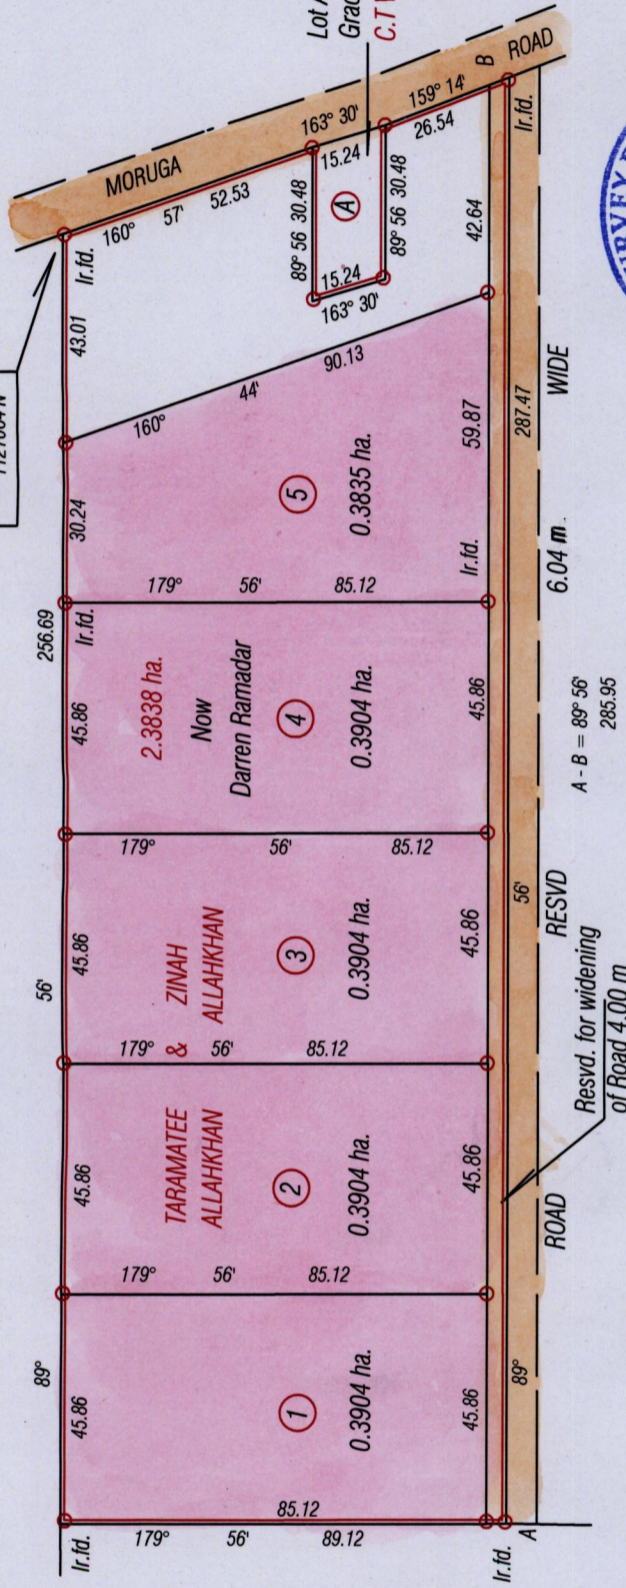 Lot A
C.T
MORUGA
ROAD
163° 30'
15.24
159° 14'
26.54
B
160° 57' 52.53
89° 56 30.48
A
89° 56 30.48
15.24
163° 30'
Ir.fd.
43.01
42.64
Ir.fd.
160° 44' 90.13
30.24
5
0.3835 ha.
59.87
287.47
WIDE
179° 56' 85.12
Ir.fd.
6.04 m.
256.69
Ir.fd.
45.86
2.3838 ha.
Now
Darren Ramadar
4
0.3904 ha.
45.86
A - B = 89° 56'
285.95
179° 56' 85.12
56'
45.86
ZINAH
ALLAHKHAN
&
3
0.3904 ha.
45.86
56'
RESVD
179° 56' 85.12
Resvd. for widening
of Road 4.00 m
45.86
TARAMATEE
ALLAHKHAN
2
0.3904 ha.
45.86
ROAD
179° 56' 85.12
89°
45.86
1
0.3904 ha.
45.86
89°
85.12
179° 56' 89.12
Ir.fd.
Ir.fd.
A